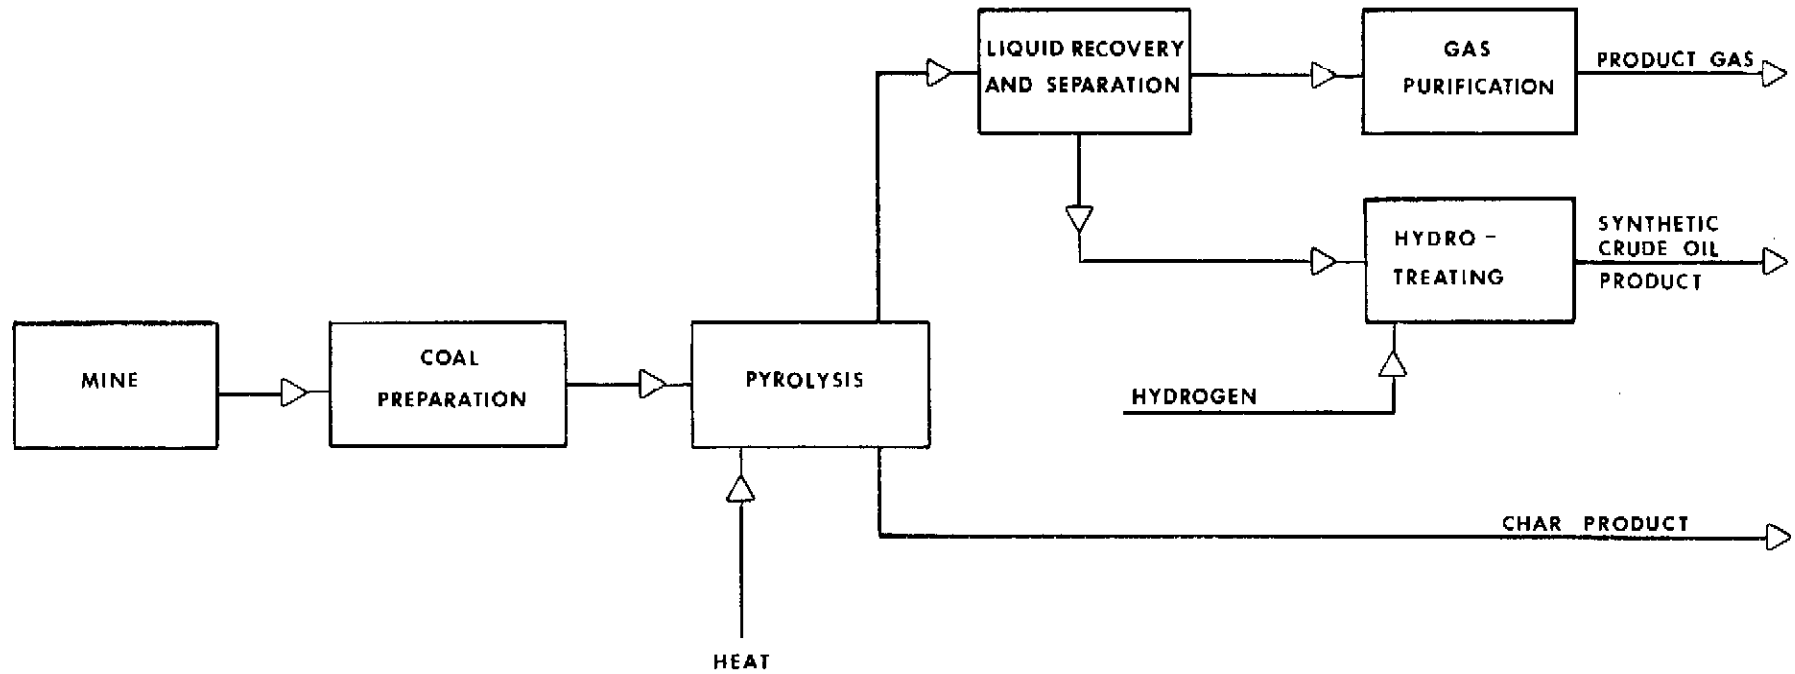 LIQUID RECOVERY
AND SEPARATION
GAS
PURIFICATION
PRODUCT GAS
HYDRO-
TREATING
SYNTHETIC
CRUDE OIL
PRODUCT
MINE
COAL
PREPARATION
PYROLYSIS
HYDROGEN
CHAR PRODUCT
HEAT